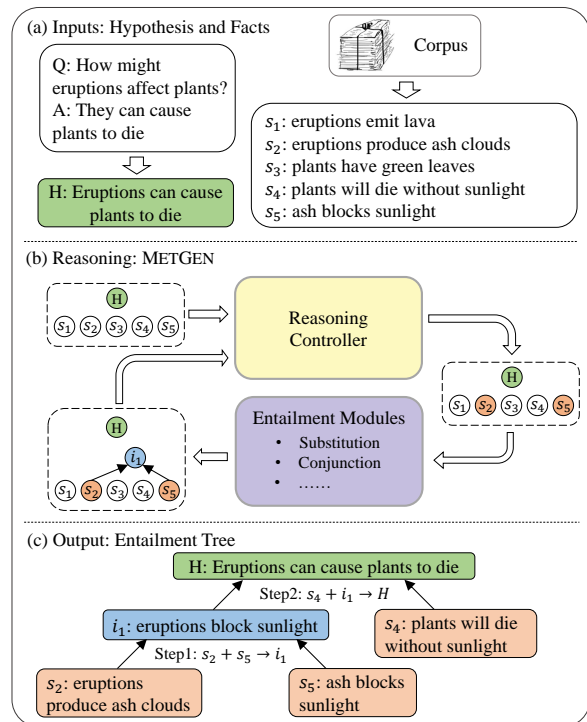 (a) Inputs: Hypothesis and Facts
Q: How might
eruptions affect plants?
A: They can cause
plants to die
H: Eruptions can cause
plants to die
Corpus
s₁: eruptions emit lava
s₂: eruptions produce ash clouds
s₃: plants have green leaves
s₄: plants will die without sunlight
s₅: ash blocks sunlight
(b) Reasoning: METGEN
H
s₁ s₂ s₃ s₄ s₅
Reasoning
Controller
H
s₁ s₂ s₃ s₄ s₅
Entailment Modules
• Substitution
• Conjunction
• ……
H
i₁
s₁ s₂ s₃ s₄ s₅
(c) Output: Entailment Tree
H: Eruptions can cause plants to die
Step2: s₄ + i₁ → H
i₁: eruptions block sunlight
s₄: plants will die
without sunlight
Step1: s₂ + s₅ → i₁
s₂: eruptions
produce ash clouds
s₅: ash blocks
sunlight